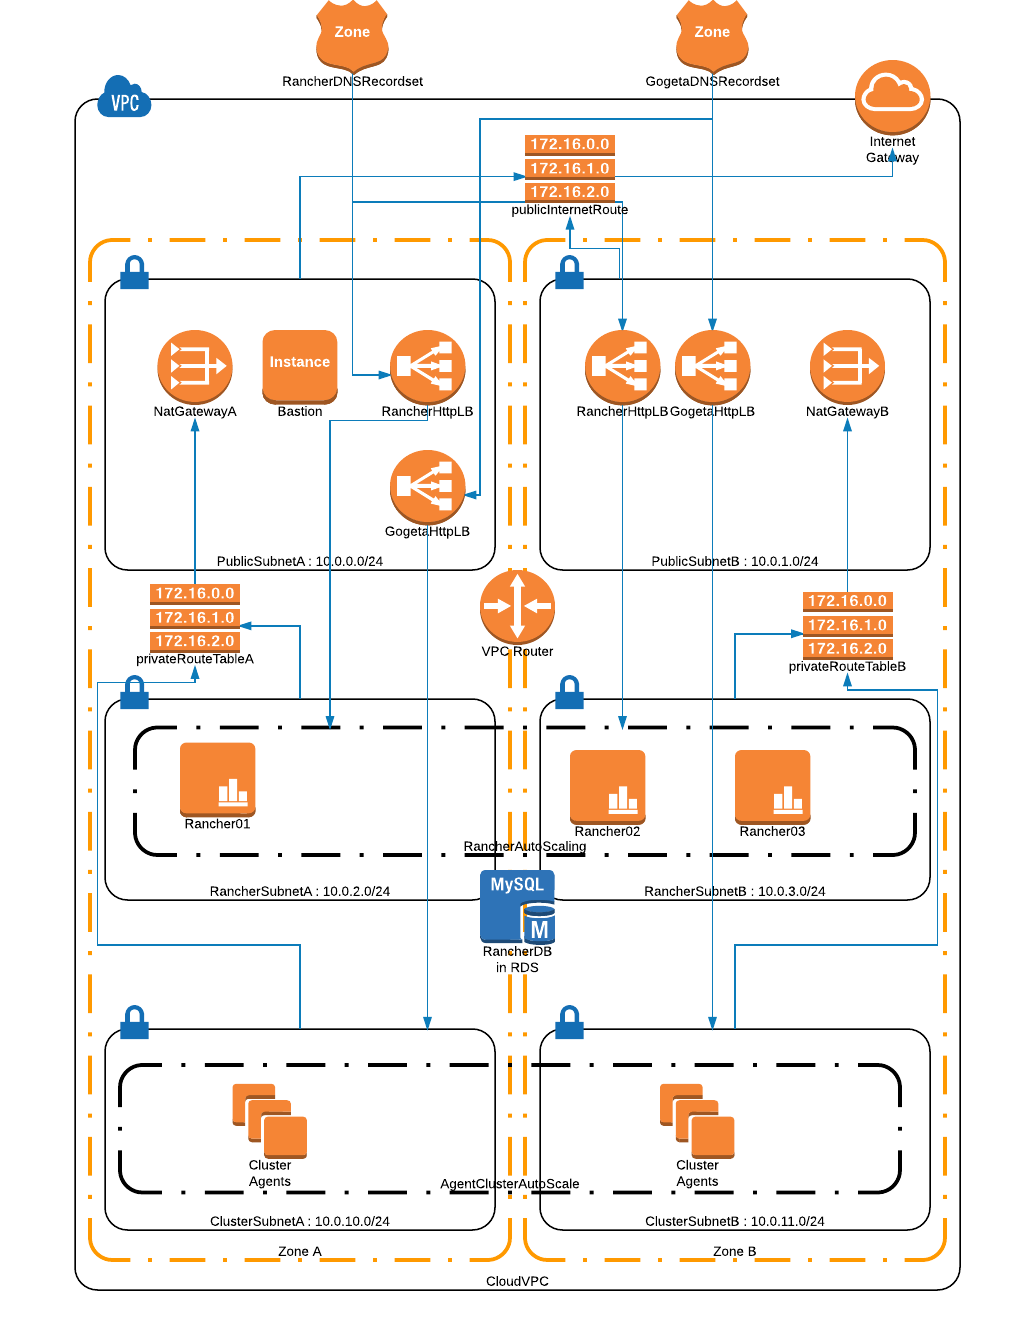 Zone
Zone
RancherDNSRecordset
GogetaDNSRecordset
VPC
Internet
Gateway
172.16.0.0
172.16.1.0
172.16.2.0
publicInternetRoute
Instance
NatGatewayA
Bastion
RancherHttpLB
RancherHttpLB
GogetaHttpLB
NatGatewayB
GogetaHttpLB
PublicSubnetA : 10.0.0.0/24
PublicSubnetB : 10.0.1.0/24
172.16.0.0
172.16.1.0
172.16.2.0
privateRouteTableA
VPC Router
172.16.0.0
172.16.1.0
172.16.2.0
privateRouteTableB
Rancher01
Rancher02
Rancher03
RancherAutoScaling
RancherSubnetA : 10.0.2.0/24
RancherSubnetB : 10.0.3.0/24
MySQL
M
RancherDB
in RDS
Cluster
Agents
Cluster
Agents
AgentClusterAutoScale
ClusterSubnetA : 10.0.10.0/24
ClusterSubnetB : 10.0.11.0/24
Zone A
Zone B
CloudVPC